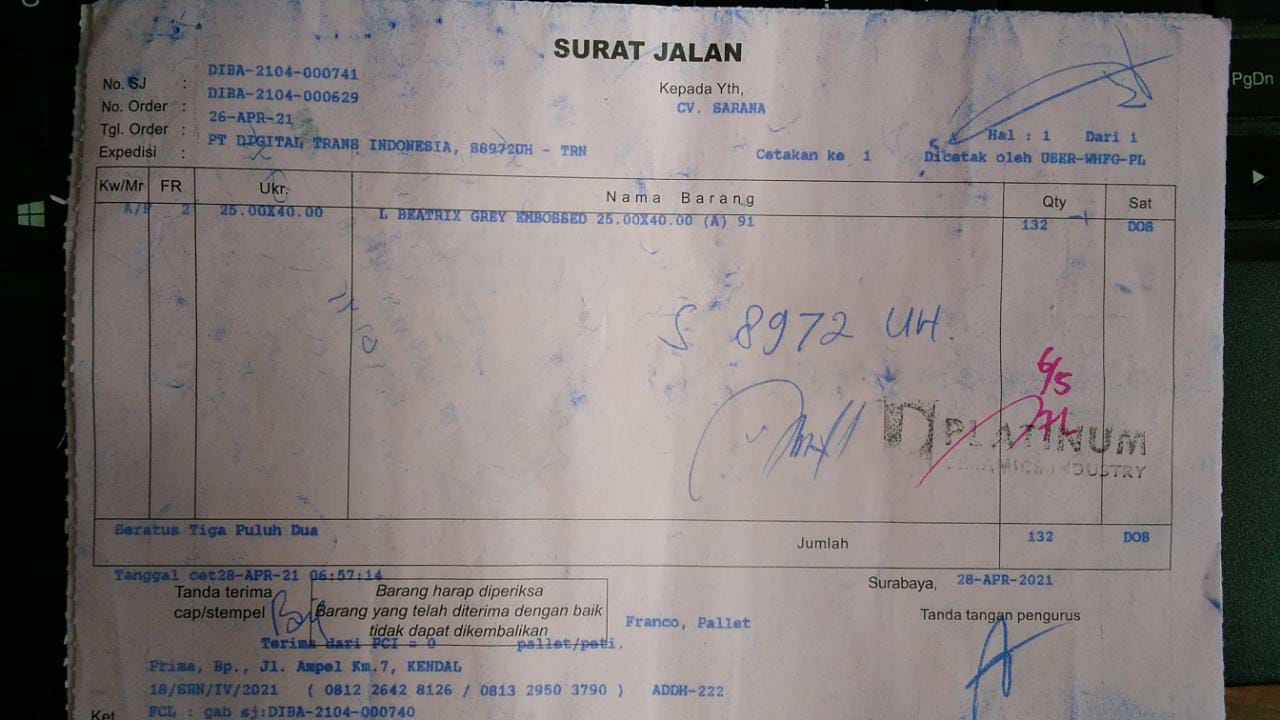 SURAT JALAN
No. SJ : DIBA-2104-000741
No. Order : DIBA-2104-000629
Tgl. Order : 26-APR-21
Expedisi : PT DIGITAL TRANS INDONESIA, S8972UH - TRN
Kepada Yth,
CV. SARANA
Hal : 1 Dari 1
Cetakan ke 1 Dicetak oleh USER-WHFG-PL
Kw/Mr FR Ukr. Nama Barang Qty Sat
2 25.00X40.00 L BEATRIX GREY EMBOSSED 25.00X40.00 (A) 91 132 DOS
S 8972 UH.
6/5
PLATINUM
CERAMICS INDUSTRY
Seratus Tiga Puluh Dua Jumlah 132 DOS
Tanggal cet28-APR-21 06:57:14
Surabaya, 28-APR-2021
Tanda terima
cap/stempel
Barang harap diperiksa
Barang yang telah diterima dengan baik
tidak dapat dikembalikan
Franco, Pallet
Tanda tangan pengurus
Terima dari PCI = 0 pallet/peti.
Prima, Bp., Jl. Ampel Km.7, KENDAL
18/SRN/IV/2021 ( 0812 2642 8126 / 0813 2950 3790 ) ADDH-222
Ket FCL : gab sj:DIBA-2104-000740
PgDn